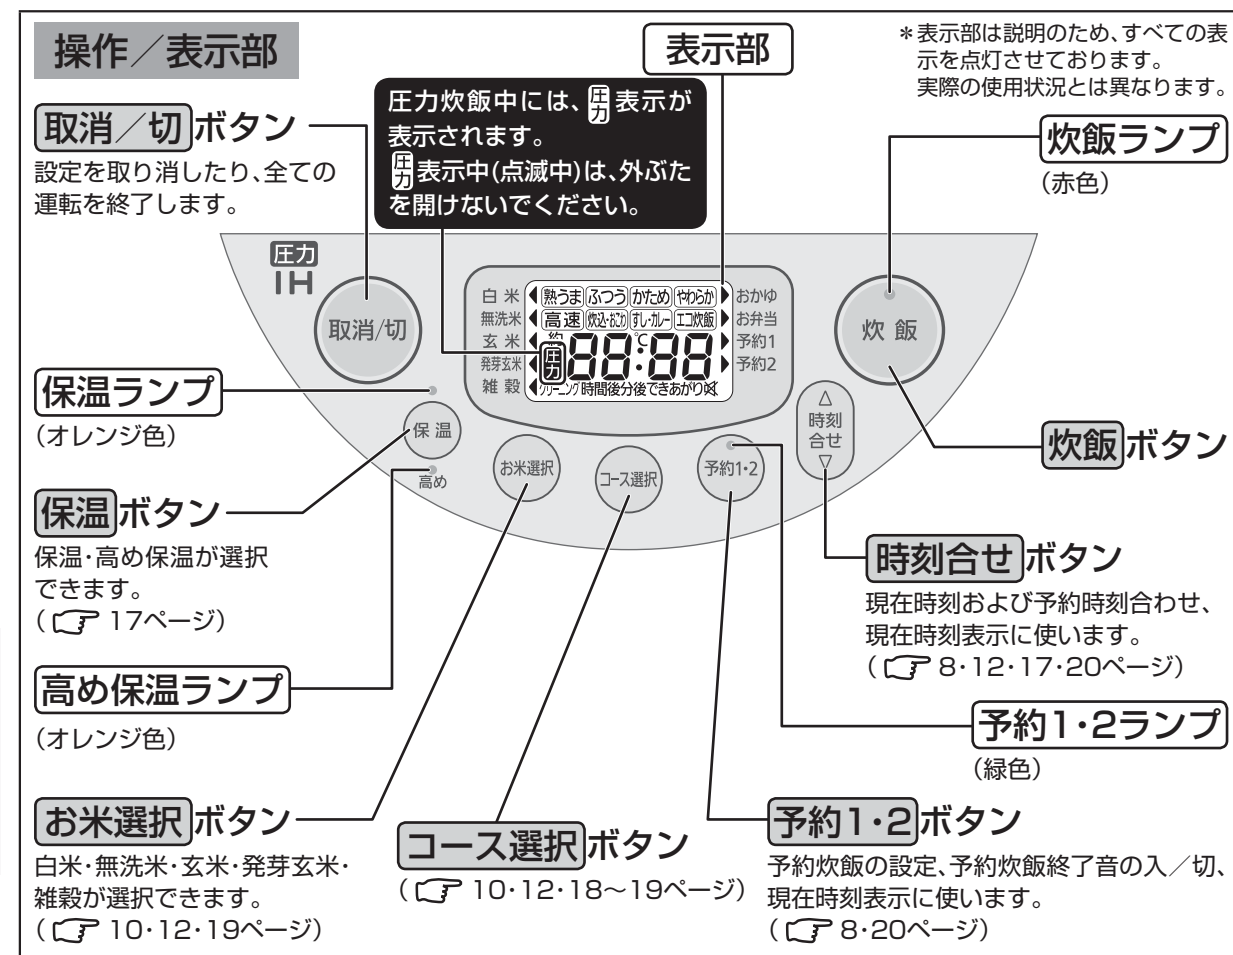 操作／表示部
表示部
＊表示部は説明のため、すべての表
示を点灯させております。
実際の使用状況とは異なります。
取消／切ボタン
設定を取り消したり、全ての
運転を終了します。
圧力炊飯中には、圧力表示が
表示されます。
圧力表示中(点滅中)は、外ぶた
を開けないでください。
炊飯ランプ
(赤色)
圧力
IH
取消/切
白米
無洗米
玄米
発芽玄米
雑穀
熟うま ふつう かため やわらか
高速 炊込・おこわ すし・カレー エコ炊飯
約 ℃
圧力 88:88
クリーニング 時間後分後できあがり
おかゆ
お弁当
予約1
予約2
炊飯
保温ランプ
(オレンジ色)
保温
高め
お米選択
コース選択
予約1・2
△
時刻
合せ
▽
炊飯ボタン
保温ボタン
保温・高め保温が選択
できます。
(☞ 17ページ)
時刻合せボタン
現在時刻および予約時刻合わせ、
現在時刻表示に使います。
(☞ 8・12・17・20ページ)
高め保温ランプ
(オレンジ色)
予約1・2ランプ
(緑色)
お米選択ボタン
白米・無洗米・玄米・発芽玄米・
雑穀が選択できます。
(☞ 10・12・19ページ)
コース選択ボタン
(☞ 10・12・18～19ページ)
予約1・2ボタン
予約炊飯の設定、予約炊飯終了音の入／切、
現在時刻表示に使います。
(☞ 8・20ページ)